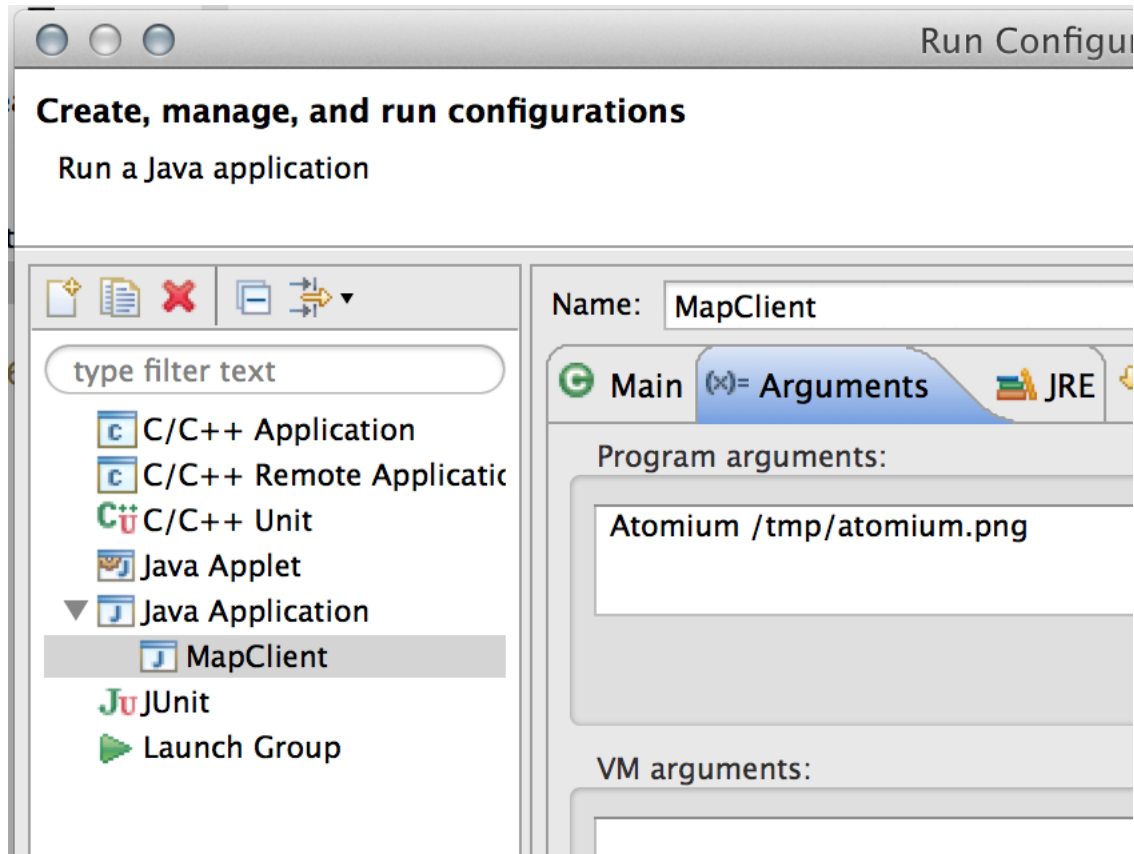 Run Configu
Create, manage, and run configurations
Run a Java application
type filter text
C/C++ Application
C/C++ Remote Applicatic
C/C++ Unit
Java Applet
Java Application
MapClient
JUnit
Launch Group
Name: MapClient
Main (x)= Arguments JRE
Program arguments:
Atomium /tmp/atomium.png
VM arguments: